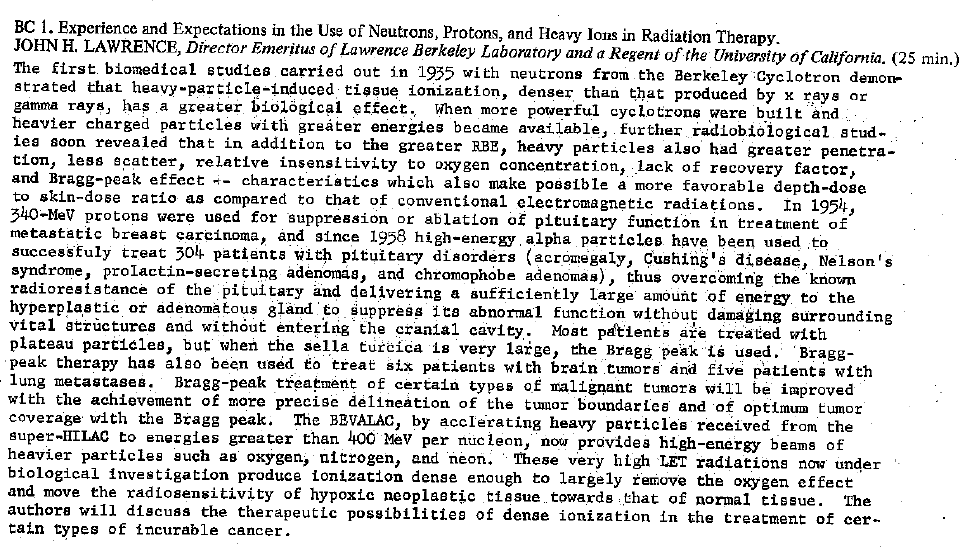 BC 1. Experience and Expectations in the Use of Neutrons, Protons, and Heavy Ions in Radiation Therapy.
JOHN H. LAWRENCE, Director Emeritus of Lawrence Berkeley Laboratory and a Regent of the University of California. (25 min.)
The first biomedical studies carried out in 1935 with neutrons from the Berkeley Cyclotron demon-
strated that heavy-particle-induced tissue ionization, denser than that produced by x rays or
gamma rays, has a greater biological effect. When more powerful cyclotrons were built and
heavier charged particles with greater energies became available, further radiobiological stud-
ies soon revealed that in addition to the greater RBE, heavy particles also had greater penetra-
tion, less scatter, relative insensitivity to oxygen concentration, lack of recovery factor,
and Bragg-peak effect -- characteristics which also make possible a more favorable depth-dose
to skin-dose ratio as compared to that of conventional electromagnetic radiations. In 1954,
340-MeV protons were used for suppression or ablation of pituitary function in treatment of
metastatic breast carcinoma, and since 1958 high-energy alpha particles have been used to
successfuly treat 304 patients with pituitary disorders (acromegaly, Cushing's disease, Nelson's
syndrome, prolactin-secreting adenomas, and chromophobe adenomas), thus overcoming the known
radioresistance of the pituitary and delivering a sufficiently large amount of energy to the
hyperplastic or adenomatous gland to suppress its abnormal function without damaging surrounding
vital structures and without entering the cranial cavity. Most patients are treated with
plateau particles, but when the sella turcica is very large, the Bragg peak is used. Bragg-
peak therapy has also been used to treat six patients with brain tumors and five patients with
lung metastases. Bragg-peak treatment of certain types of malignant tumors will be improved
with the achievement of more precise delineation of the tumor boundaries and of optimum tumor
coverage with the Bragg peak. The BEVALAC, by acclerating heavy particles received from the
super-HILAC to energies greater than 400 MeV per nucleon, now provides high-energy beams of
heavier particles such as oxygen, nitrogen, and neon. These very high LET radiations now under
biological investigation produce ionization dense enough to largely remove the oxygen effect
and move the radiosensitivity of hypoxic neoplastic tissue towards that of normal tissue. The
authors will discuss the therapeutic possibilities of dense ionization in the treatment of cer-
tain types of incurable cancer.